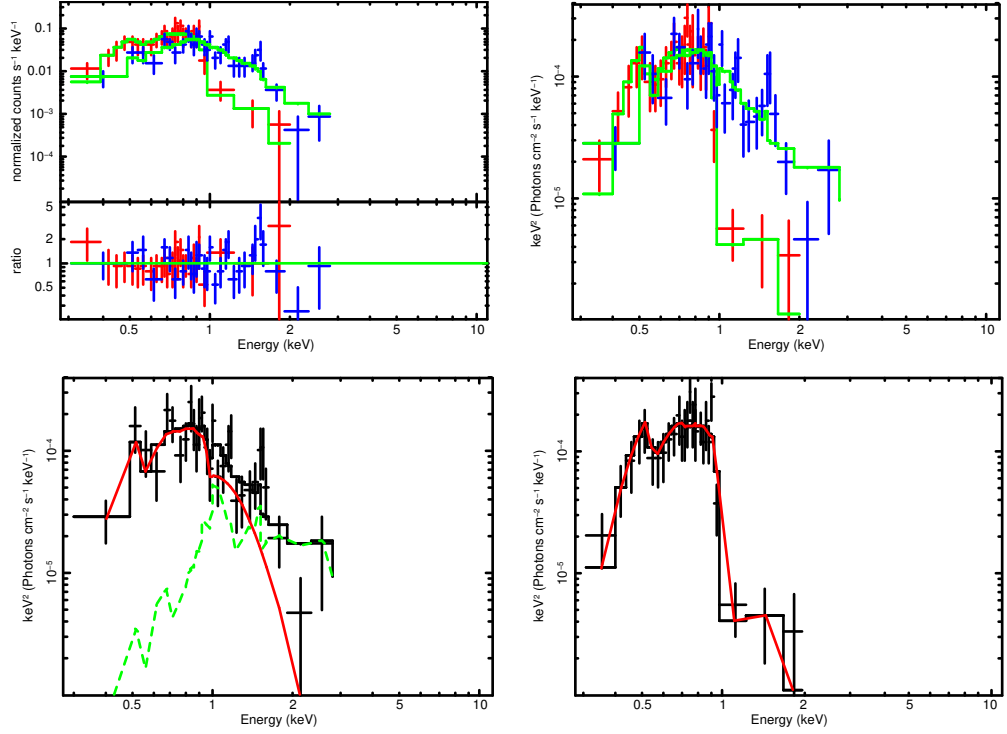 normalized counts s⁻¹ keV⁻¹
0.1
0.01
10⁻³
10⁻⁴
ratio
5
2
1
0.5
0.5 1 2 5 10
Energy (keV)
keV² (Photons cm⁻² s⁻¹ keV⁻¹)
10⁻⁴
10⁻⁵
0.5 1 2 5 10
Energy (keV)
keV² (Photons cm⁻² s⁻¹ keV⁻¹)
10⁻⁴
10⁻⁵
0.5 1 2 5 10
Energy (keV)
keV² (Photons cm⁻² s⁻¹ keV⁻¹)
10⁻⁴
10⁻⁵
0.5 1 2 5 10
Energy (keV)